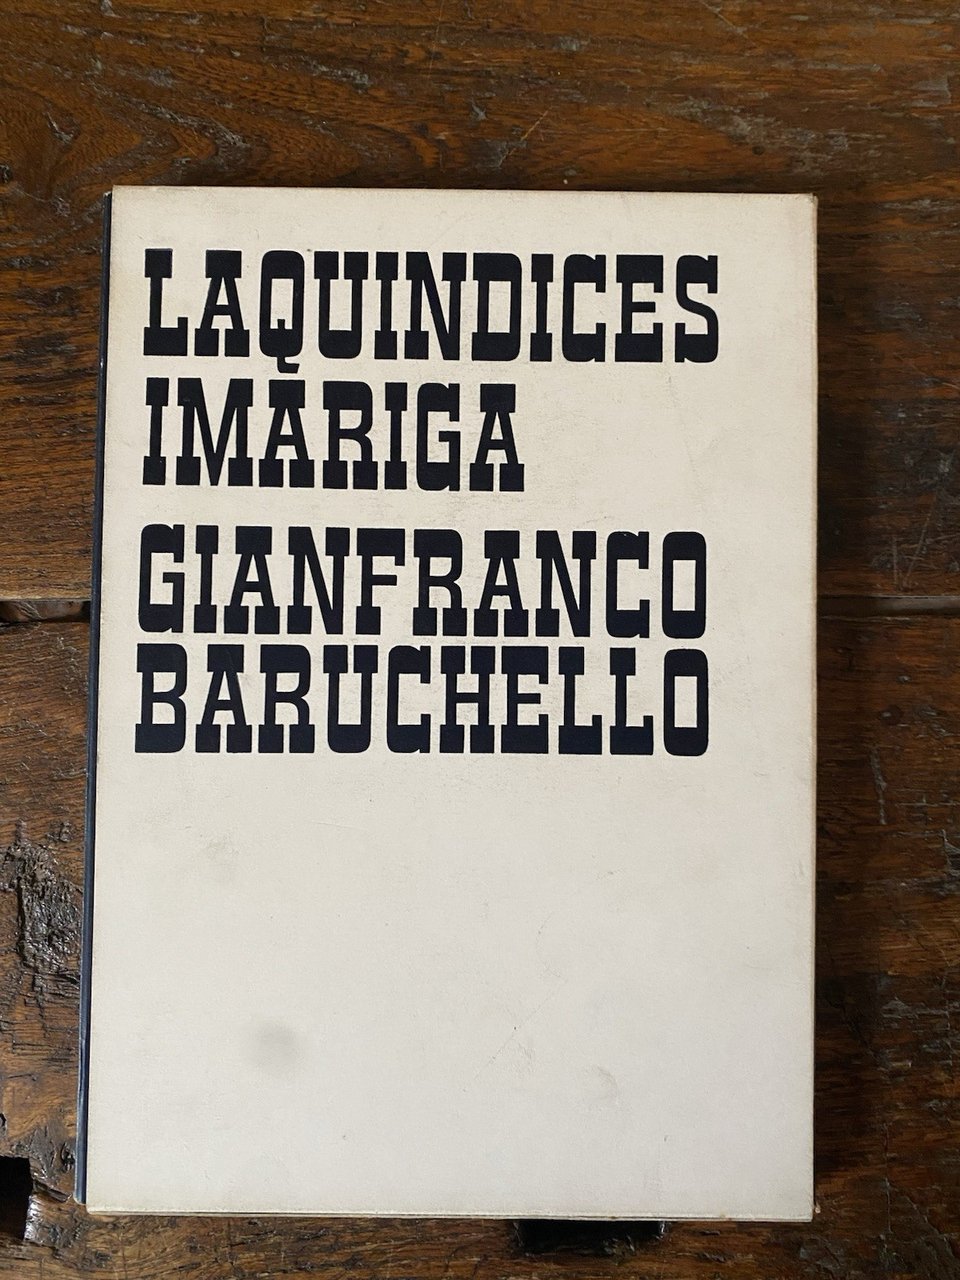 LAQUINDICES
IMARIGA
GIANFRANCO
BARUCHELLO